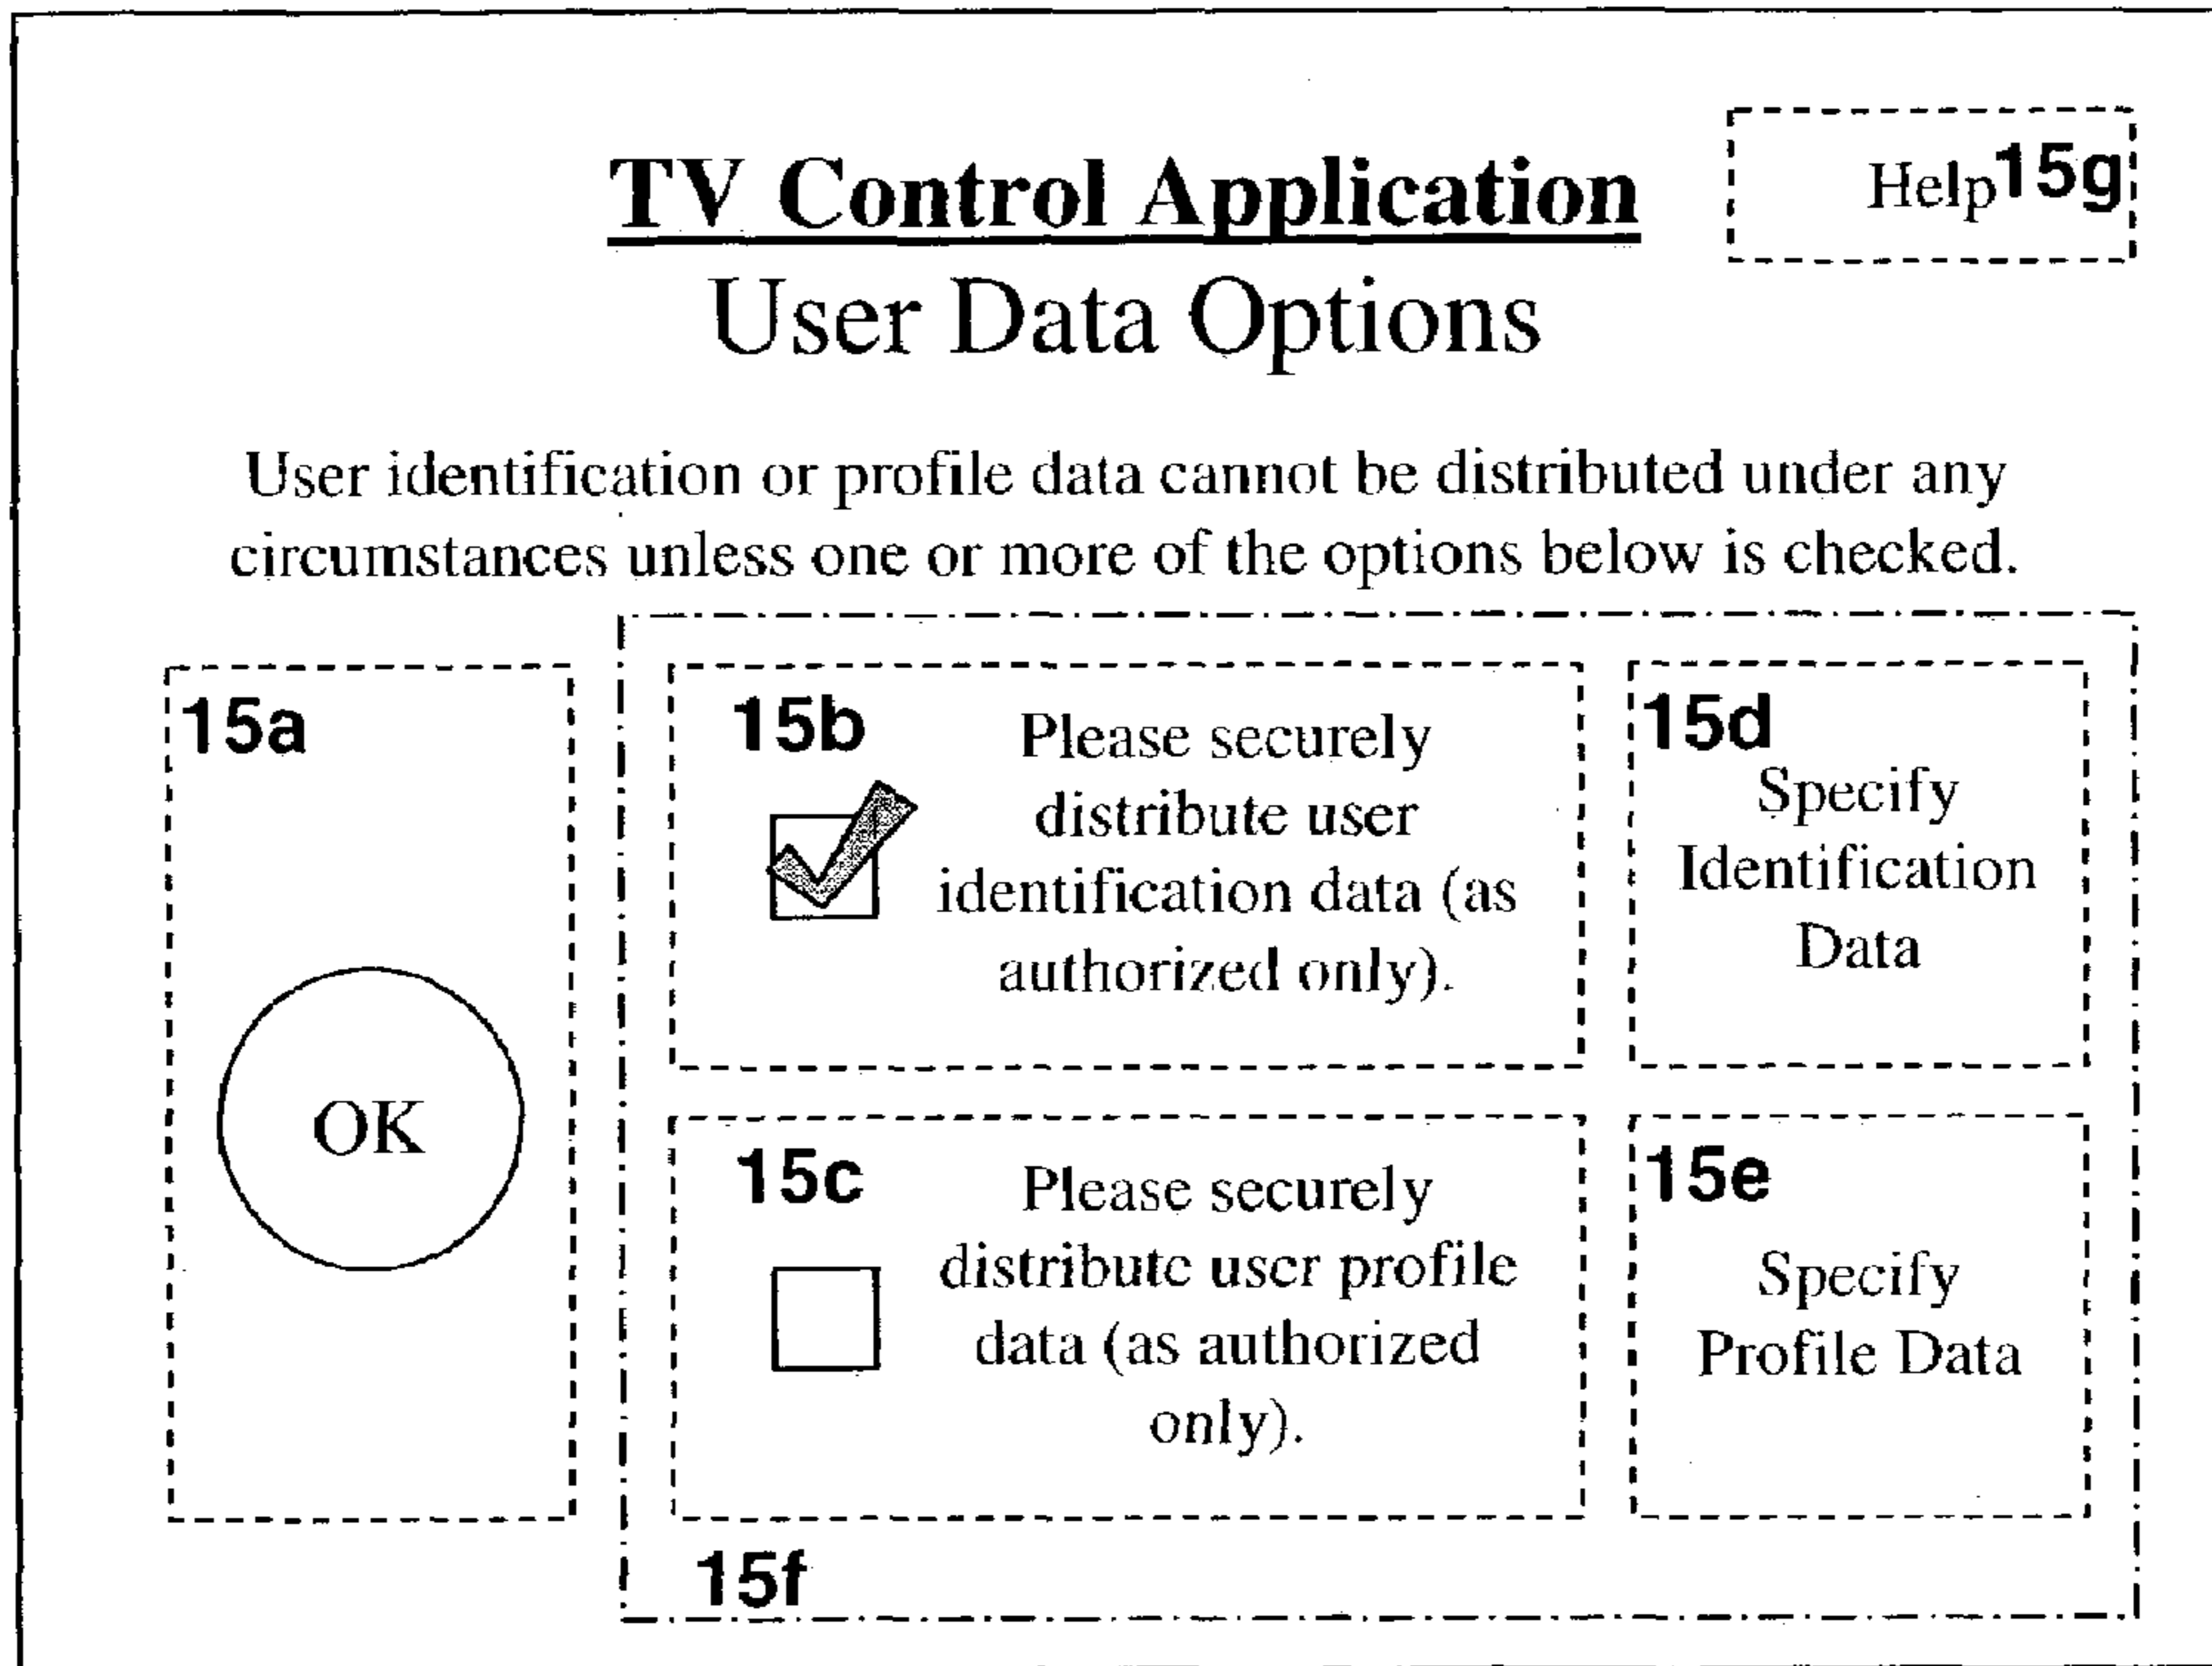 TV Control Application
Help 15g
User Data Options
User identification or profile data cannot be distributed under any
circumstances unless one or more of the options below is checked.
15a
OK
15b
Please securely
distribute user
identification data (as
authorized only).
15d
Specify
Identification
Data
15c
Please securely
distribute user profile
data (as authorized
only).
15e
Specify
Profile Data
15f